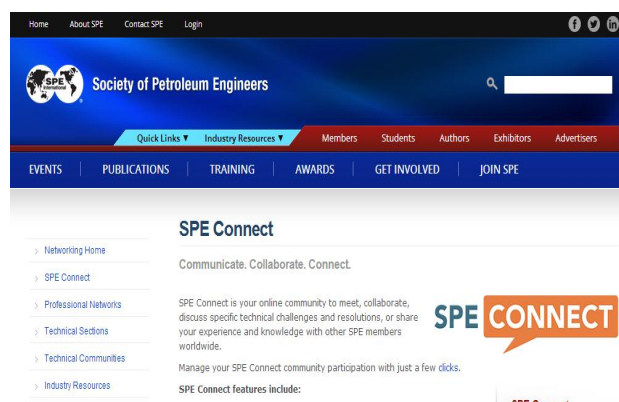 Home About SPE Contact SPE Login
SPE
International
Society of Petroleum Engineers
Quick Links ▼ Industry Resources ▼ Members Students Authors Exhibitors Advertisers
EVENTS PUBLICATIONS TRAINING AWARDS GET INVOLVED JOIN SPE
SPE Connect
Networking Home
SPE Connect
Professional Networks
Technical Sections
Technical Communities
Industry Resources
Communicate. Collaborate. Connect.
SPE Connect is your online community to meet, collaborate,
discuss specific technical challenges and resolutions, or share
your experience and knowledge with other SPE members
worldwide.
Manage your SPE Connect community participation with just a few clicks.
SPE Connect features include:
SPE CONNECT